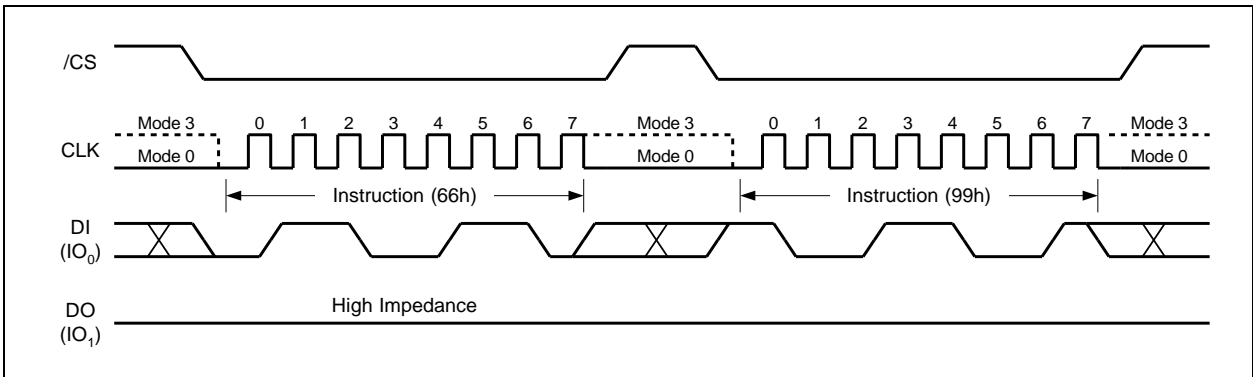 /CS
Mode 3 0 1 2 3 4 5 6 7 Mode 3 0 1 2 3 4 5 6 7 Mode 3
CLK
Mode 0 Mode 0 Mode 0
Instruction (66h) Instruction (99h)
DI
(IO₀)
High Impedance
DO
(IO₁)